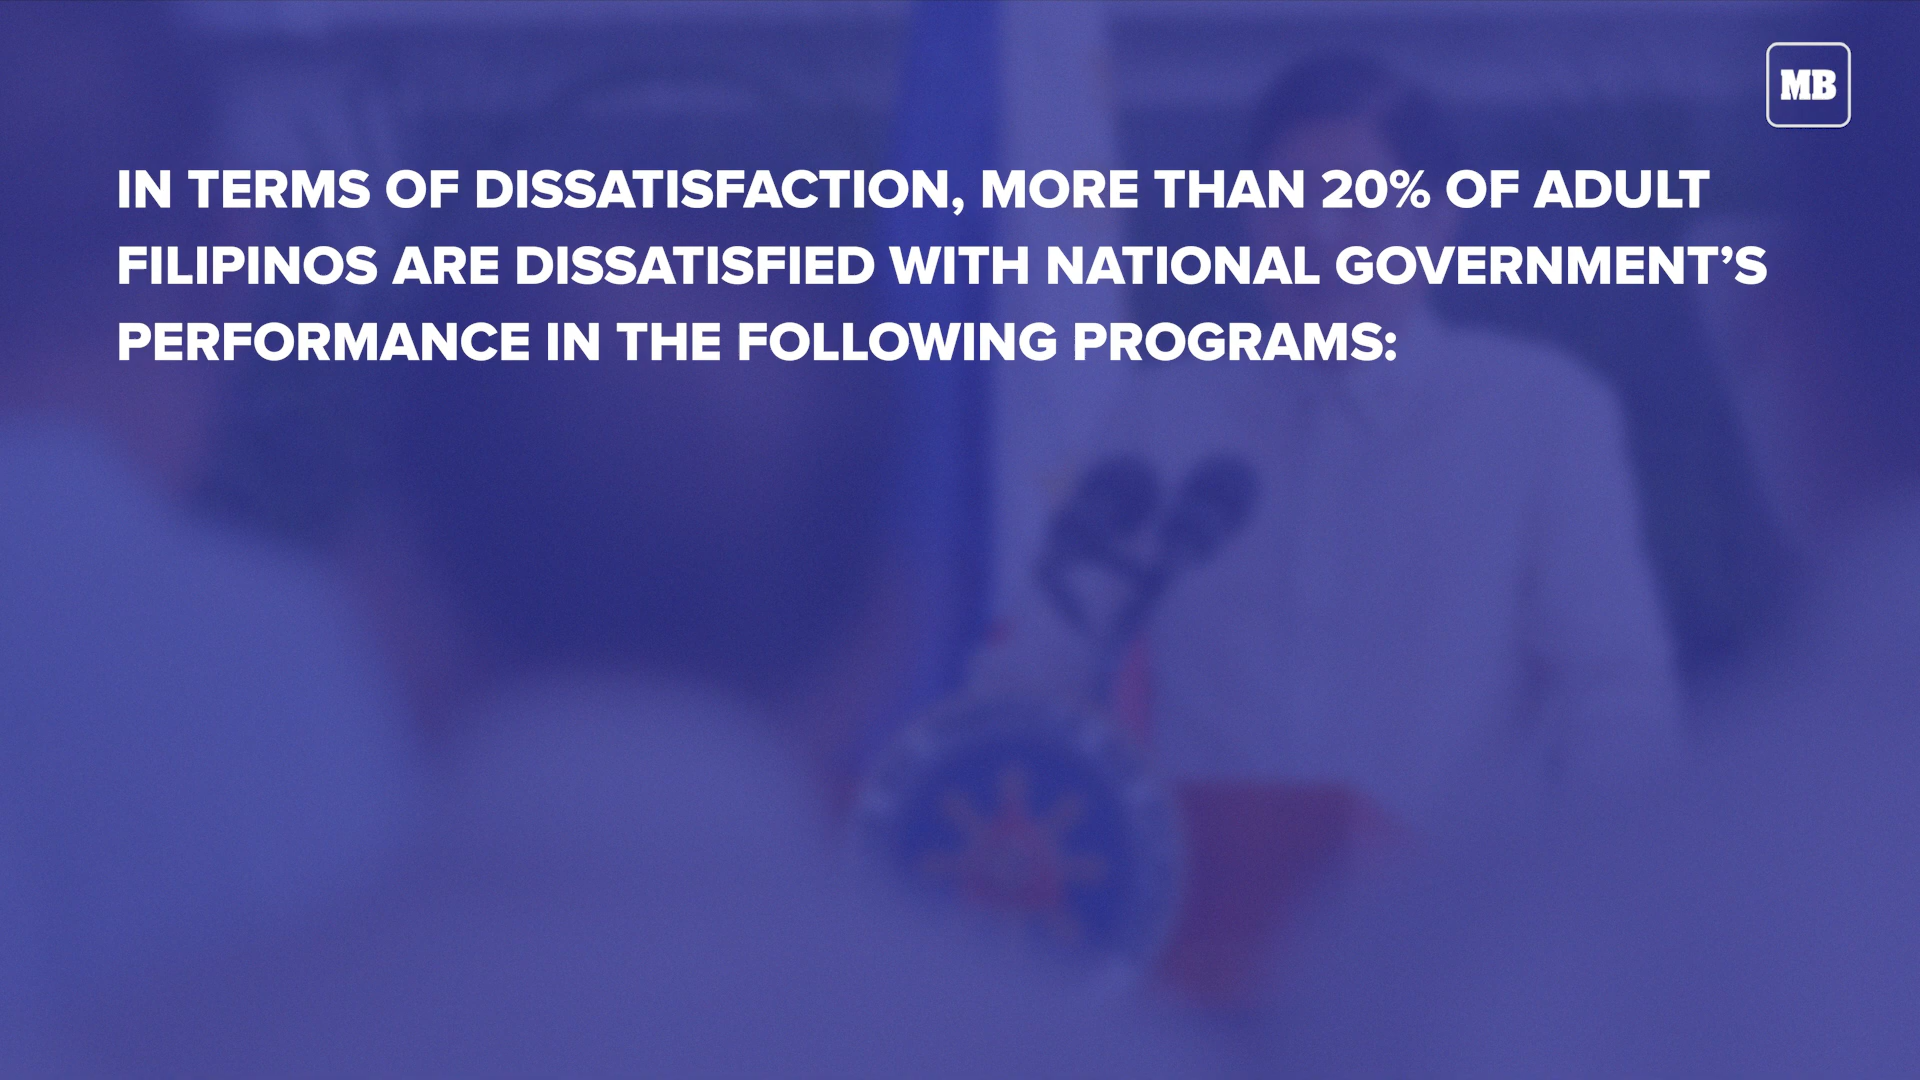 MB
IN TERMS OF DISSATISFACTION, MORE THAN 20% OF ADULT
FILIPINOS ARE DISSATISFIED WITH NATIONAL GOVERNMENT’S
PERFORMANCE IN THE FOLLOWING PROGRAMS: